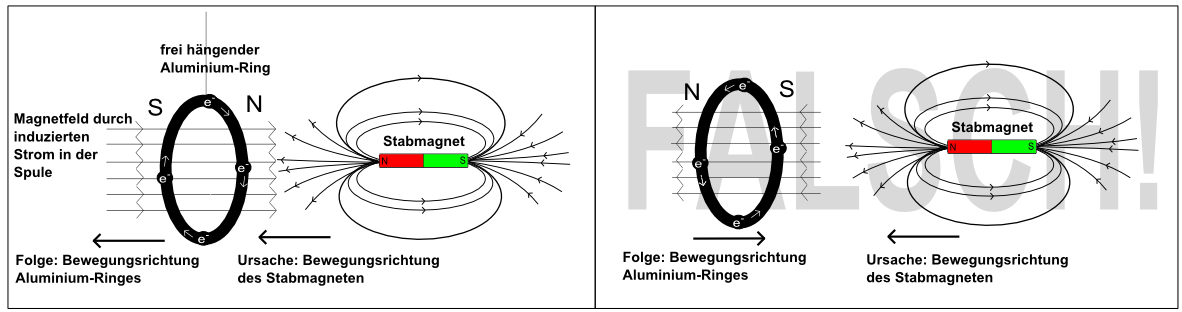 frei hängender
Aluminium-Ring
S
N
Magnetfeld durch
induzierten
Strom in der
Spule
e-
e-
e-
e-
Stabmagnet
N
S
Folge: Bewegungsrichtung
Aluminium-Ringes
Ursache: Bewegungsrichtung
des Stabmagneten
FALSCH!
N
S
e-
e-
e-
e-
Stabmagnet
N
S
Folge: Bewegungsrichtung
Aluminium-Ringes
Ursache: Bewegungsrichtung
des Stabmagneten